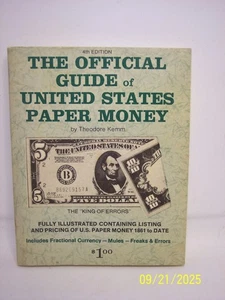 4th EDITION
THE OFFICIAL
GUIDE of
UNITED STATES
PAPER MONEY
by Theodore Kemm
5
B
THE "KING OF ERRORS"
FULLY ILLUSTRATED CONTAINING LISTING
AND PRICING OF U.S. PAPER MONEY 1861 to DATE
Includes Fractional Currency — Mules — Freaks & Errors
$1.00
09/21/2025